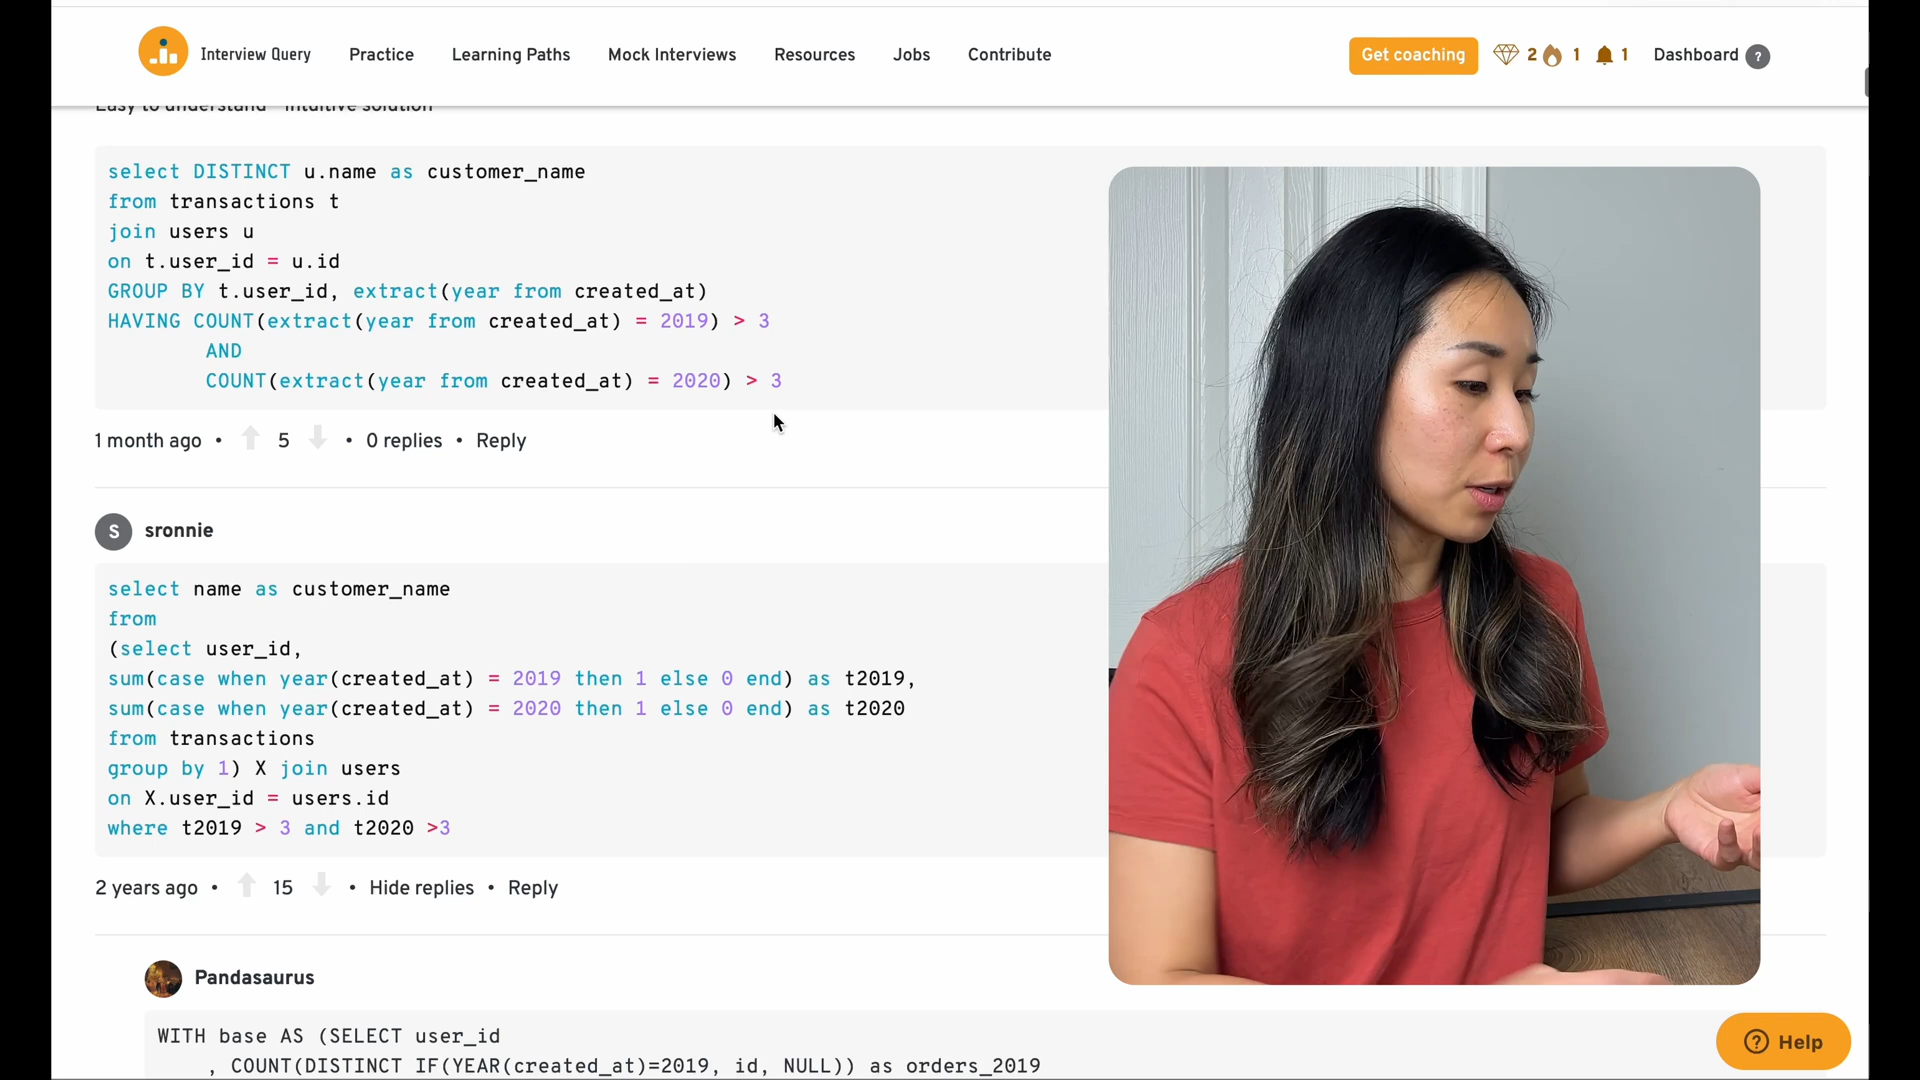 Interview Query Practice Learning Paths Mock Interviews Resources Jobs Contribute Get coaching 2 1 1 Dashboard ?
Easy to understand - intuitive solution
select DISTINCT u.name as customer_name
from transactions t
join users u
on t.user_id = u.id
GROUP BY t.user_id, extract(year from created_at)
HAVING COUNT(extract(year from created_at) = 2019) > 3
AND
COUNT(extract(year from created_at) = 2020) > 3
1 month ago • 5 • 0 replies • Reply
S sronnie
select name as customer_name
from
(select user_id,
sum(case when year(created_at) = 2019 then 1 else 0 end) as t2019,
sum(case when year(created_at) = 2020 then 1 else 0 end) as t2020
from transactions
group by 1) X join users
on X.user_id = users.id
where t2019 > 3 and t2020 >3
2 years ago • 15 • Hide replies • Reply
Pandasaurus
WITH base AS (SELECT user_id
, COUNT(DISTINCT IF(YEAR(created_at)=2019, id, NULL)) as orders_2019
? Help